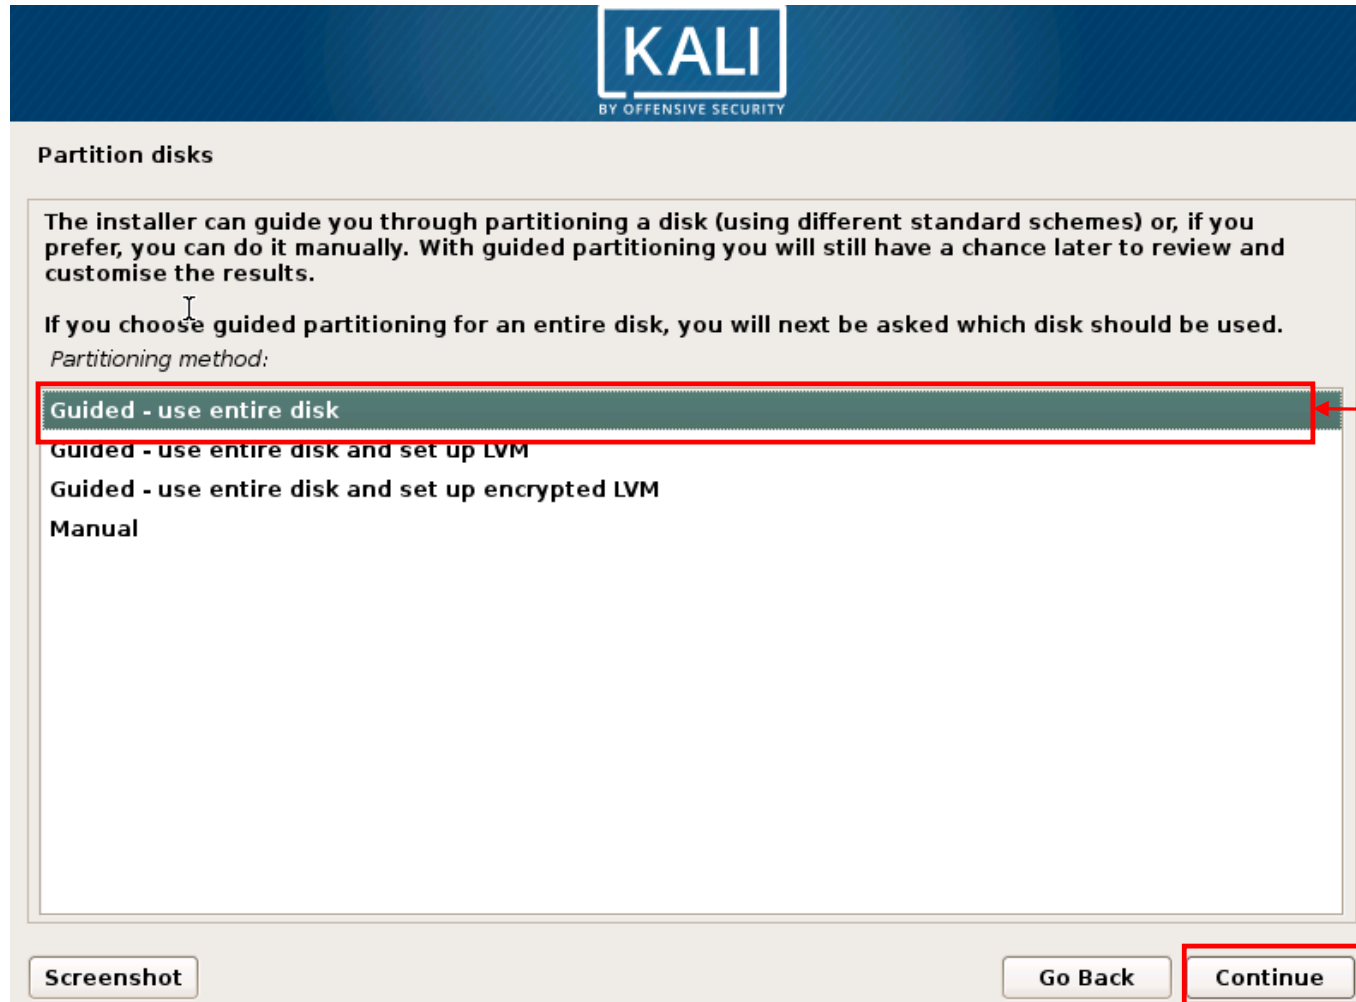 KALI
BY OFFENSIVE SECURITY
Partition disks
The installer can guide you through partitioning a disk (using different standard schemes) or, if you
prefer, you can do it manually. With guided partitioning you will still have a chance later to review and
customise the results.
If you choose guided partitioning for an entire disk, you will next be asked which disk should be used.
Partitioning method:
Guided - use entire disk
Guided - use entire disk and set up LVM
Guided - use entire disk and set up encrypted LVM
Manual
Screenshot
Go Back
Continue